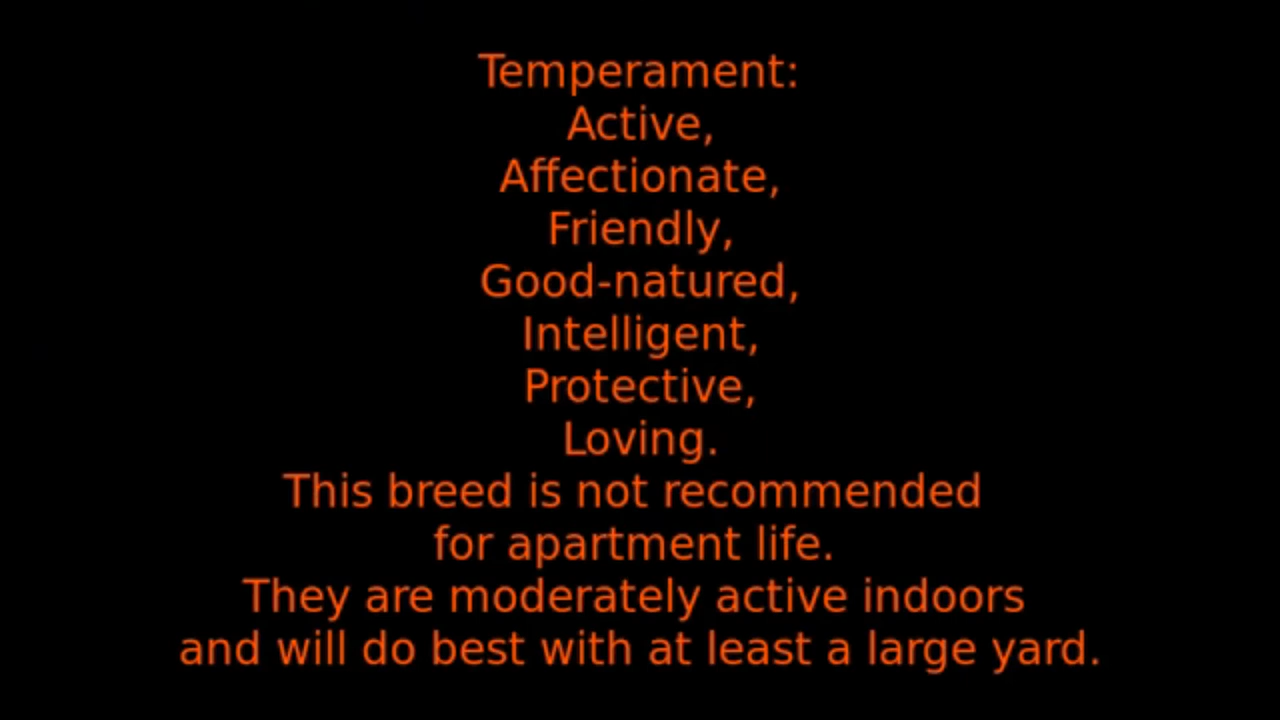 Temperament:
Active,
Affectionate,
Friendly,
Good-natured,
Intelligent,
Protective,
Loving.
This breed is not recommended
for apartment life.
They are moderately active indoors
and will do best with at least a large yard.